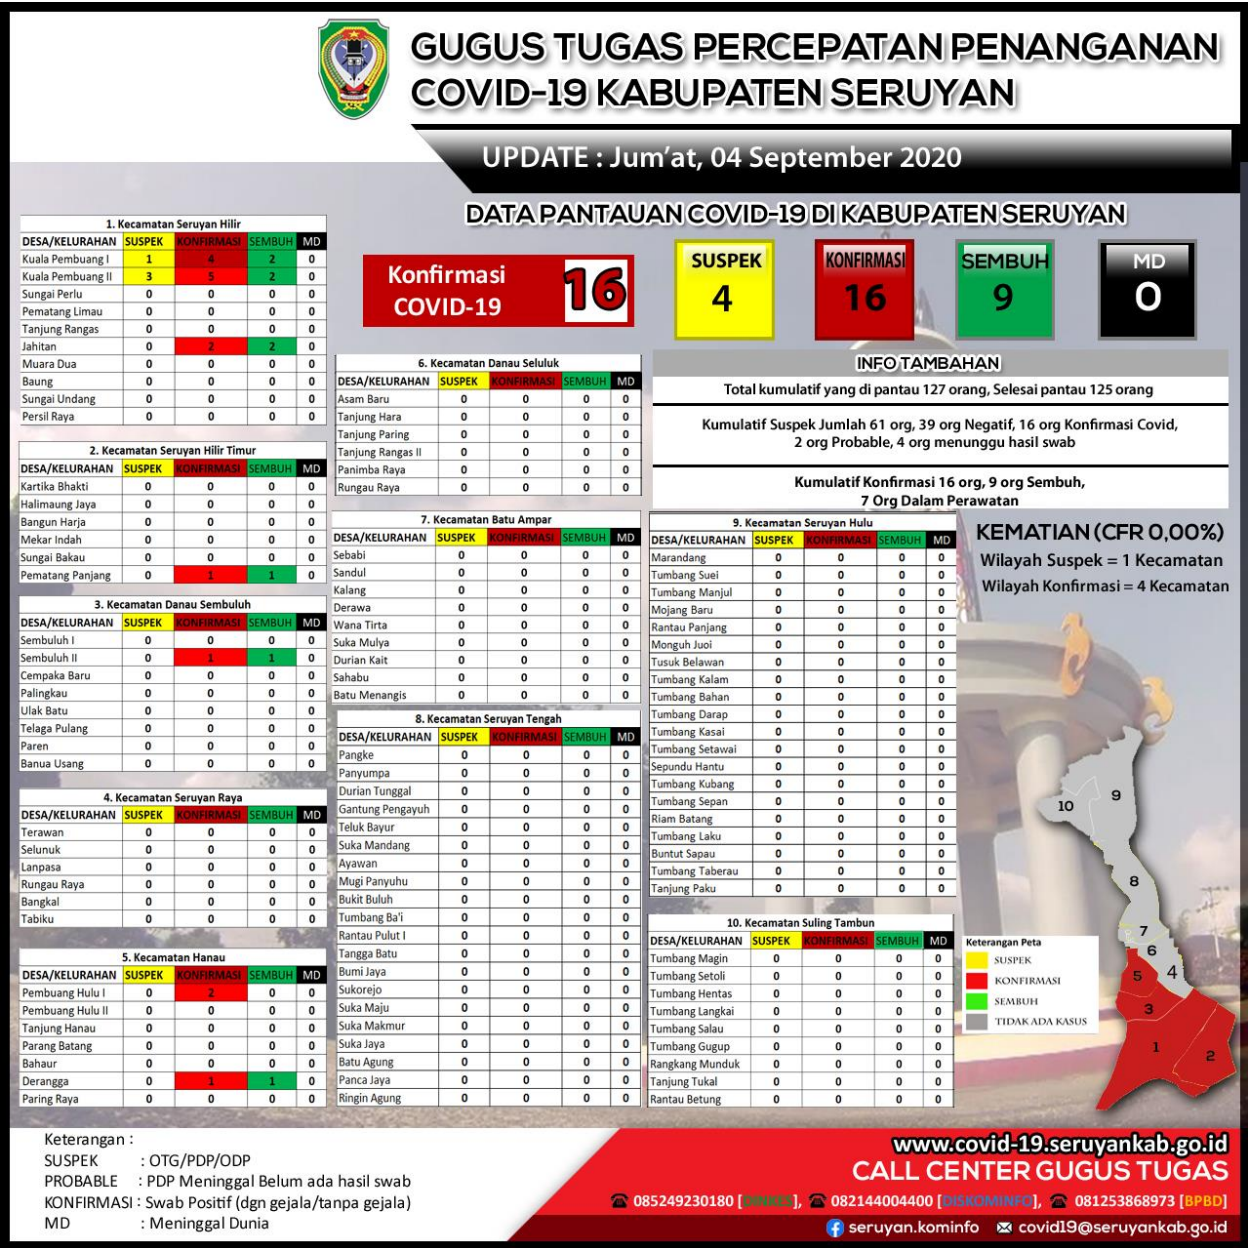 GUGUS TUGAS PERCEPATAN PENANGANAN
COVID-19 KABUPATEN SERUYAN
UPDATE : Jum'at, 04 September 2020
DATA PANTAUAN COVID-19 DI KABUPATEN SERUYAN
Konfirmasi
COVID-19
16
SUSPEK
4
KONFIRMASI
16
SEMBUH
9
MD
0
INFO TAMBAHAN
Total kumulatif yang di pantau 127 orang, Selesai pantau 125 orang
Kumulatif Suspek Jumlah 61 org, 39 org Negatif, 16 org Konfirmasi Covid,
2 org Probable, 4 org menunggu hasil swab
Kumulatif Konfirmasi 16 org, 9 org Sembuh,
7 Org Dalam Perawatan
KEMATIAN (CFR 0,00%)
Wilayah Suspek = 1 Kecamatan
Wilayah Konfirmasi = 4 Kecamatan
1. Kecamatan Seruyan Hilir
DESA/KELURAHAN SUSPEK KONFIRMASI SEMBUH MD
Kuala Pembuang I 1 4 2 0
Kuala Pembuang II 3 5 2 0
Sungai Perlu 0 0 0 0
Pematang Limau 0 0 0 0
Tanjung Rangas 0 0 0 0
Jahitan 0 2 2 0
Muara Dua 0 0 0 0
Baung 0 0 0 0
Sungai Undang 0 0 0 0
Persil Raya 0 0 0 0
2. Kecamatan Seruyan Hilir Timur
DESA/KELURAHAN SUSPEK KONFIRMASI SEMBUH MD
Kartika Bhakti 0 0 0 0
Halimaung Jaya 0 0 0 0
Bangun Harja 0 0 0 0
Mekar Indah 0 0 0 0
Sungai Bakau 0 0 0 0
Pematang Panjang 0 1 1 0
3. Kecamatan Danau Sembuluh
DESA/KELURAHAN SUSPEK KONFIRMASI SEMBUH MD
Sembuluh I 0 0 0 0
Sembuluh II 0 1 1 0
Cempaka Baru 0 0 0 0
Palingkau 0 0 0 0
Ulak Batu 0 0 0 0
Telaga Pulang 0 0 0 0
Paren 0 0 0 0
Banua Usang 0 0 0 0
4. Kecamatan Seruyan Raya
DESA/KELURAHAN SUSPEK KONFIRMASI SEMBUH MD
Terawan 0 0 0 0
Selunuk 0 0 0 0
Lanpasa 0 0 0 0
Rungau Raya 0 0 0 0
Bangkal 0 0 0 0
Tabiku 0 0 0 0
5. Kecamatan Hanau
DESA/KELURAHAN SUSPEK KONFIRMASI SEMBUH MD
Pembuang Hulu I 0 2 0 0
Pembuang Hulu II 0 0 0 0
Tanjung Hanau 0 0 0 0
Parang Batang 0 0 0 0
Bahaur 0 0 0 0
Derangga 0 1 1 0
Paring Raya 0 0 0 0
6. Kecamatan Danau Seluluk
DESA/KELURAHAN SUSPEK KONFIRMASI SEMBUH MD
Asam Baru 0 0 0 0
Tanjung Hara 0 0 0 0
Tanjung Paring 0 0 0 0
Tanjung Rangas II 0 0 0 0
Panimba Raya 0 0 0 0
Rungau Raya 0 0 0 0
7. Kecamatan Batu Ampar
DESA/KELURAHAN SUSPEK KONFIRMASI SEMBUH MD
Sebabi 0 0 0 0
Sandul 0 0 0 0
Kalang 0 0 0 0
Derawa 0 0 0 0
Wana Tirta 0 0 0 0
Suka Mulya 0 0 0 0
Durian Kait 0 0 0 0
Sahabu 0 0 0 0
Batu Menangis 0 0 0 0
8. Kecamatan Seruyan Tengah
DESA/KELURAHAN SUSPEK KONFIRMASI SEMBUH MD
Pangke 0 0 0 0
Panyumpa 0 0 0 0
Durian Tunggal 0 0 0 0
Gantung Pengayuh 0 0 0 0
Teluk Bayur 0 0 0 0
Suka Mandang 0 0 0 0
Ayawan 0 0 0 0
Mugi Panyuhu 0 0 0 0
Bukit Buluh 0 0 0 0
Tumbang Ba'i 0 0 0 0
Rantau Pulut I 0 0 0 0
Tangga Batu 0 0 0 0
Bumi Jaya 0 0 0 0
Sukorejo 0 0 0 0
Suka Maju 0 0 0 0
Suka Makmur 0 0 0 0
Suka Jaya 0 0 0 0
Batu Agung 0 0 0 0
Panca Jaya 0 0 0 0
Ringin Agung 0 0 0 0
9. Kecamatan Seruyan Hulu
DESA/KELURAHAN SUSPEK KONFIRMASI SEMBUH MD
Marandang 0 0 0 0
Tumbang Suei 0 0 0 0
Tumbang Manjul 0 0 0 0
Mojang Baru 0 0 0 0
Rantau Panjang 0 0 0 0
Monguh Juoi 0 0 0 0
Tusuk Belawan 0 0 0 0
Tumbang Kalam 0 0 0 0
Tumbang Bahan 0 0 0 0
Tumbang Darap 0 0 0 0
Tumbang Kasai 0 0 0 0
Tumbang Setawai 0 0 0 0
Sepundu Hantu 0 0 0 0
Tumbang Kubang 0 0 0 0
Tumbang Sepan 0 0 0 0
Riam Batang 0 0 0 0
Tumbang Laku 0 0 0 0
Buntut Sapau 0 0 0 0
Tumbang Taberau 0 0 0 0
Tanjung Paku 0 0 0 0
10. Kecamatan Suling Tambun
DESA/KELURAHAN SUSPEK KONFIRMASI SEMBUH MD
Tumbang Magin 0 0 0 0
Tumbang Setoli 0 0 0 0
Tumbang Hentas 0 0 0 0
Tumbang Langkai 0 0 0 0
Tumbang Salau 0 0 0 0
Tumbang Gugup 0 0 0 0
Rangkang Munduk 0 0 0 0
Tanjung Tukal 0 0 0 0
Rantau Betung 0 0 0 0
10
9
8
7
6
5
4
3
1
2
Keterangan Peta
SUSPEK
KONFIRMASI
SEMBUH
TIDAK ADA KASUS
Keterangan :
SUSPEK : OTG/PDP/ODP
PROBABLE : PDP Meninggal Belum ada hasil swab
KONFIRMASI : Swab Positif (dgn gejala/tanpa gejala)
MD : Meninggal Dunia
www.covid-19.seruyankab.go.id
CALL CENTER GUGUS TUGAS
☎ 085249230180 [DINKES], ☎ 082144004400 [DISKOMINFO], ☎ 081253868973 [BPBD]
seruyan.kominfo ✉ covid19@seruyankab.go.id